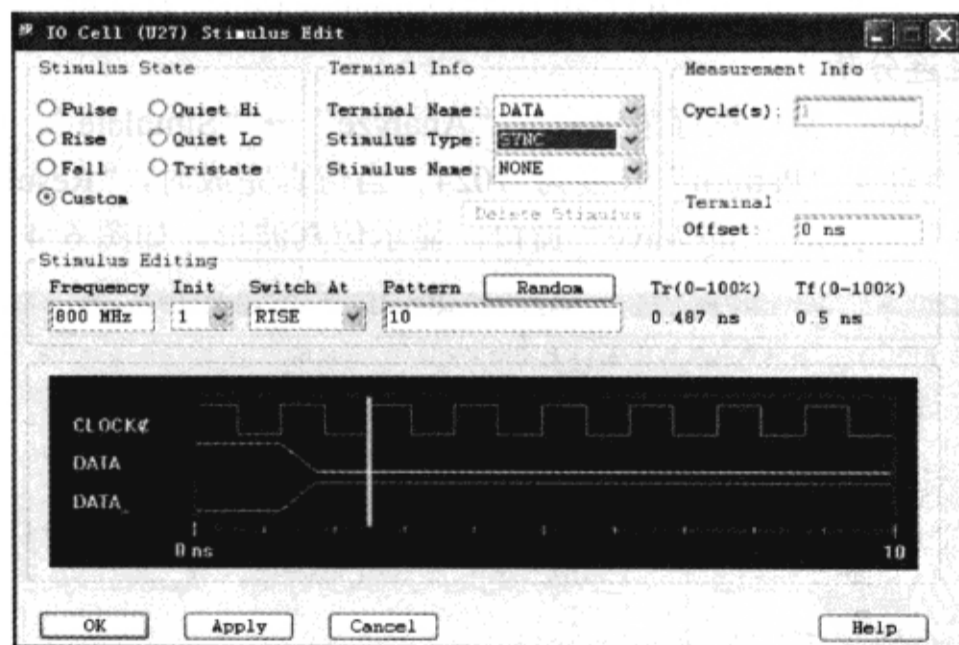 IO Cell (U27) Stimulus Edit
Stimulus State
Pulse
Quiet Hi
Rise
Quiet Lo
Fall
Tristate
Custom
Terminal Info
Terminal Name: DATA
Stimulus Type: SYNC
Stimulus Name: NONE
Delete Stimulus
Measurement Info
Cycle(s): 1
Terminal
Offset: 0 ns
Stimulus Editing
Frequency Init Switch At Pattern Random Tr(0-100%) Tf(0-100%)
800 MHz 1 RISE 10 0.487 ns 0.5 ns
CLOCK¢
DATA
DATA_
0 ns 10
OK Apply Cancel Help